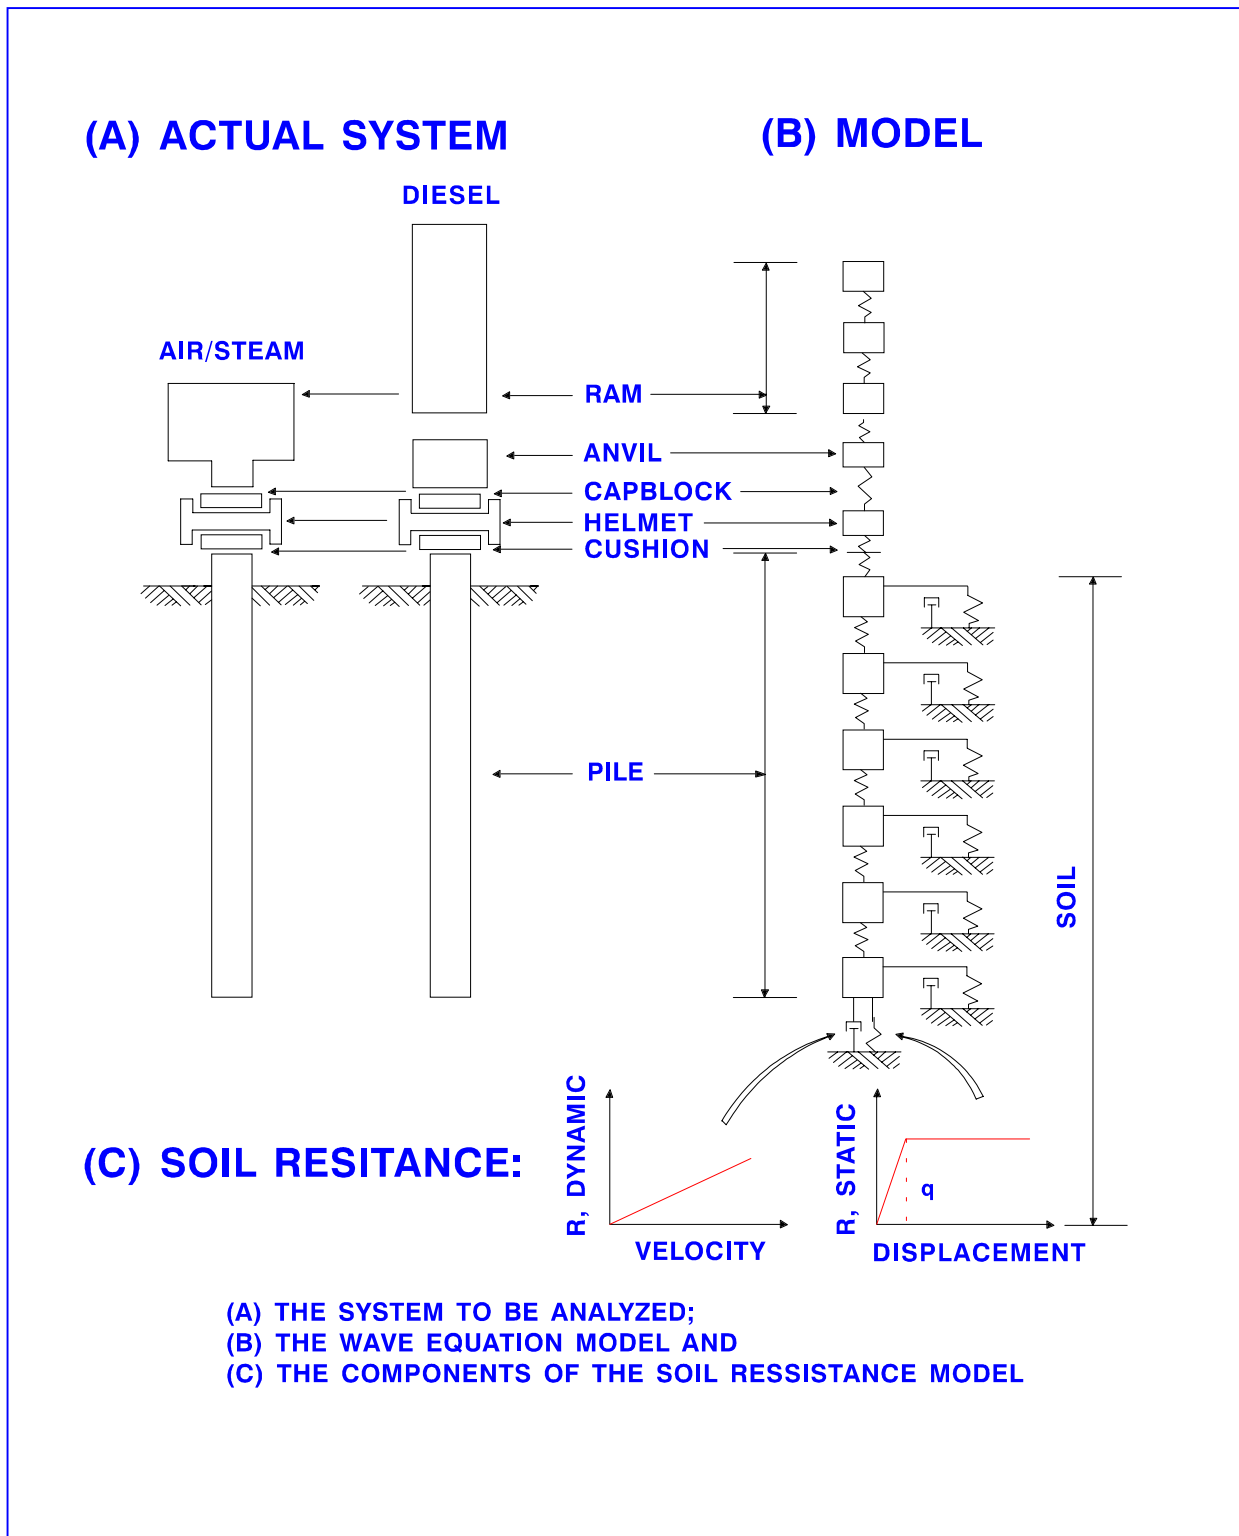 (A) ACTUAL SYSTEM
(B) MODEL
DIESEL
AIR/STEAM
RAM
ANVIL
CAPBLOCK
HELMET
CUSHION
PILE
SOIL
(C) SOIL RESITANCE:
R, DYNAMIC
VELOCITY
R, STATIC
q
DISPLACEMENT
(A) THE SYSTEM TO BE ANALYZED;
(B) THE WAVE EQUATION MODEL AND
(C) THE COMPONENTS OF THE SOIL RESSISTANCE MODEL